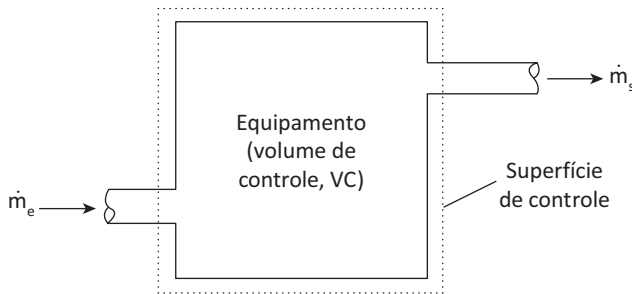 ṁs
Equipamento
(volume de
controle, VC)
Superfície
de controle
ṁe